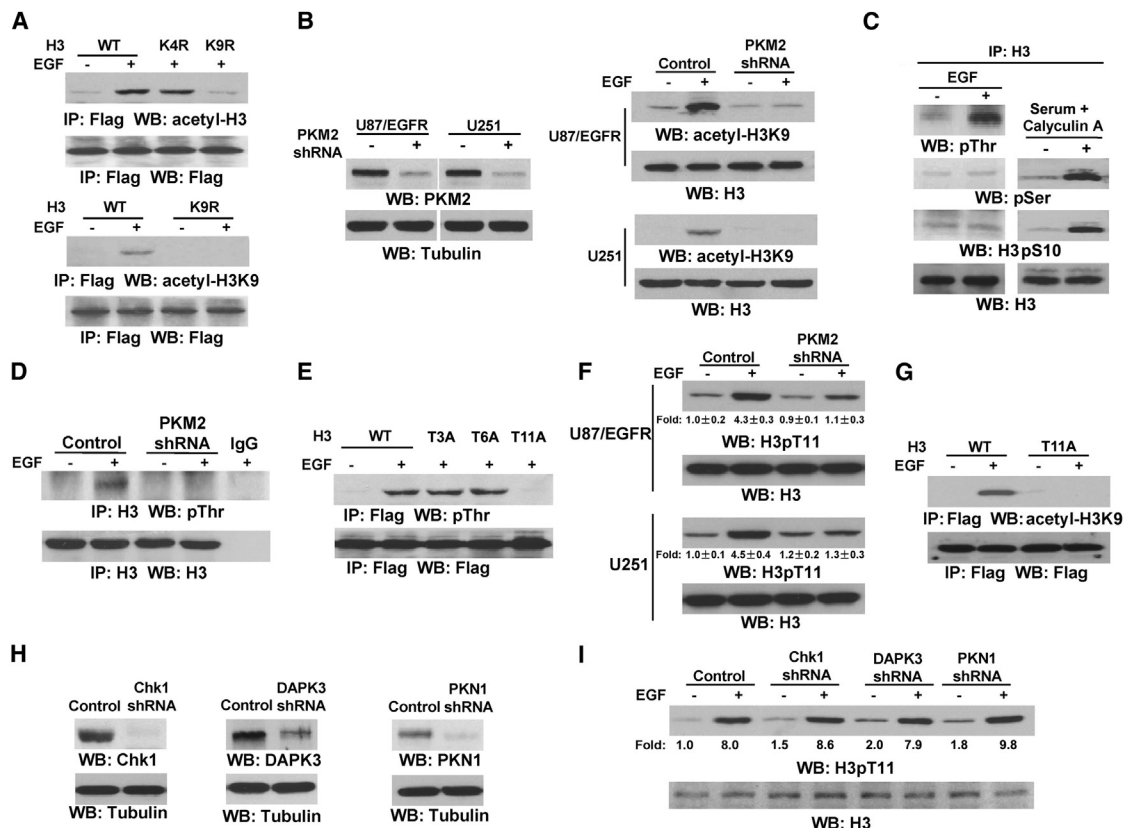 A
H3 WT K4R K9R
EGF - + + +
IP: Flag WB: acetyl-H3
IP: Flag WB: Flag
H3 WT K9R
EGF - + - +
IP: Flag WB: acetyl-H3K9
IP: Flag WB: Flag
B
PKM2
shRNA
U87/EGFR U251
- + - +
WB: PKM2
WB: Tubulin
PKM2
Control shRNA
EGF - + - +
U87/EGFR
WB: acetyl-H3K9
WB: H3
U251
WB: acetyl-H3K9
WB: H3
C
IP: H3
EGF
- +
WB: pThr
Serum +
Calyculin A
- +
WB: pSer
WB: H3 pS10
WB: H3
D
PKM2
Control shRNA IgG
EGF - + - + +
IP: H3 WB: pThr
IP: H3 WB: H3
E
H3 WT T3A T6A T11A
EGF - + + + +
IP: Flag WB: pThr
IP: Flag WB: Flag
F
PKM2
Control shRNA
EGF - + - +
U87/EGFR
Fold: 1.0±0.2 4.3±0.3 0.9±0.1 1.1±0.3
WB: H3pT11
WB: H3
U251
Fold: 1.0±0.1 4.5±0.4 1.2±0.2 1.3±0.3
WB: H3pT11
WB: H3
G
H3 WT T11A
EGF - + - +
IP: Flag WB: acetyl-H3K9
IP: Flag WB: Flag
H
Chk1
Control shRNA
WB: Chk1
WB: Tubulin
DAPK3
Control shRNA
WB: DAPK3
WB: Tubulin
PKN1
Control shRNA
WB: PKN1
WB: Tubulin
I
Chk1 DAPK3 PKN1
Control shRNA shRNA shRNA
EGF - + - + - + - +
Fold: 1.0 8.0 1.5 8.6 2.0 7.9 1.8 9.8
WB: H3pT11
WB: H3